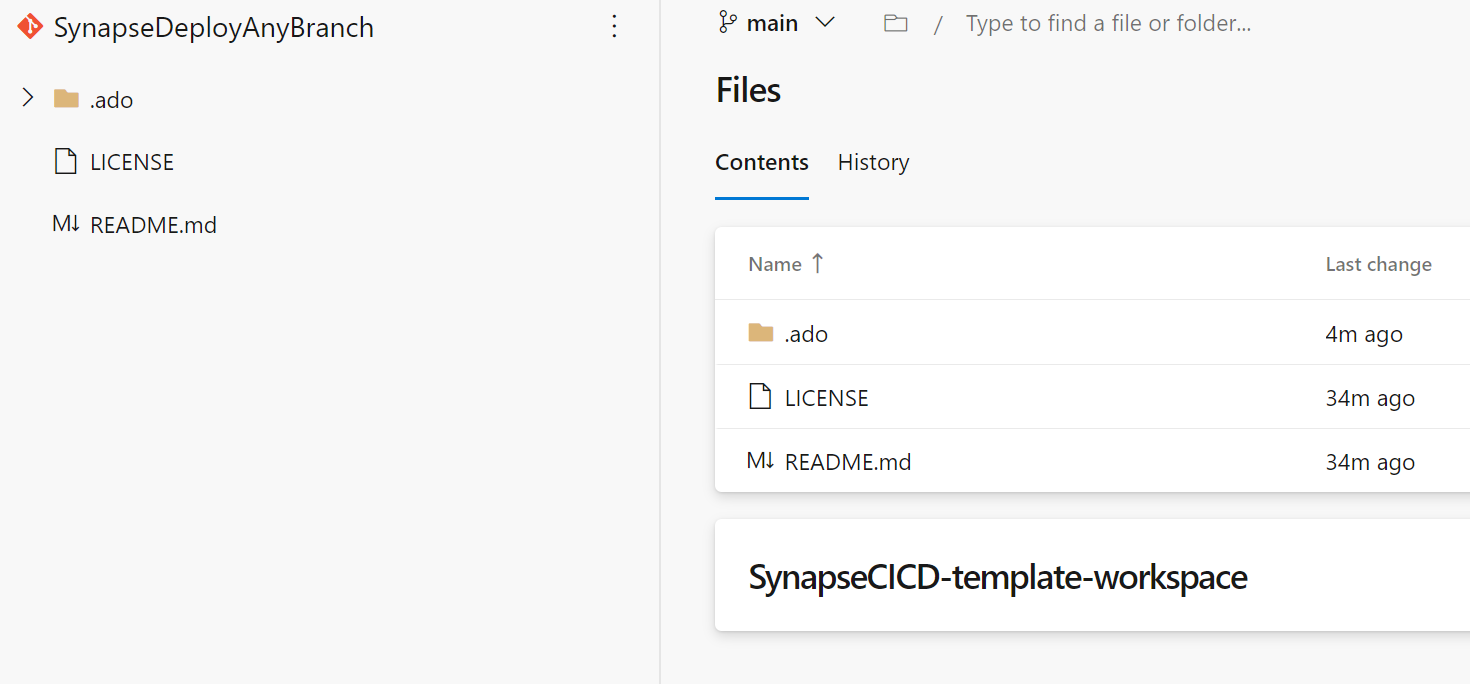 SynapseDeployAnyBranch
.ado
LICENSE
M↓ README.md
main / Type to find a file or folder...
Files
Contents History
Name ↑ Last change
.ado 4m ago
LICENSE 34m ago
M↓ README.md 34m ago
SynapseCICD-template-workspace